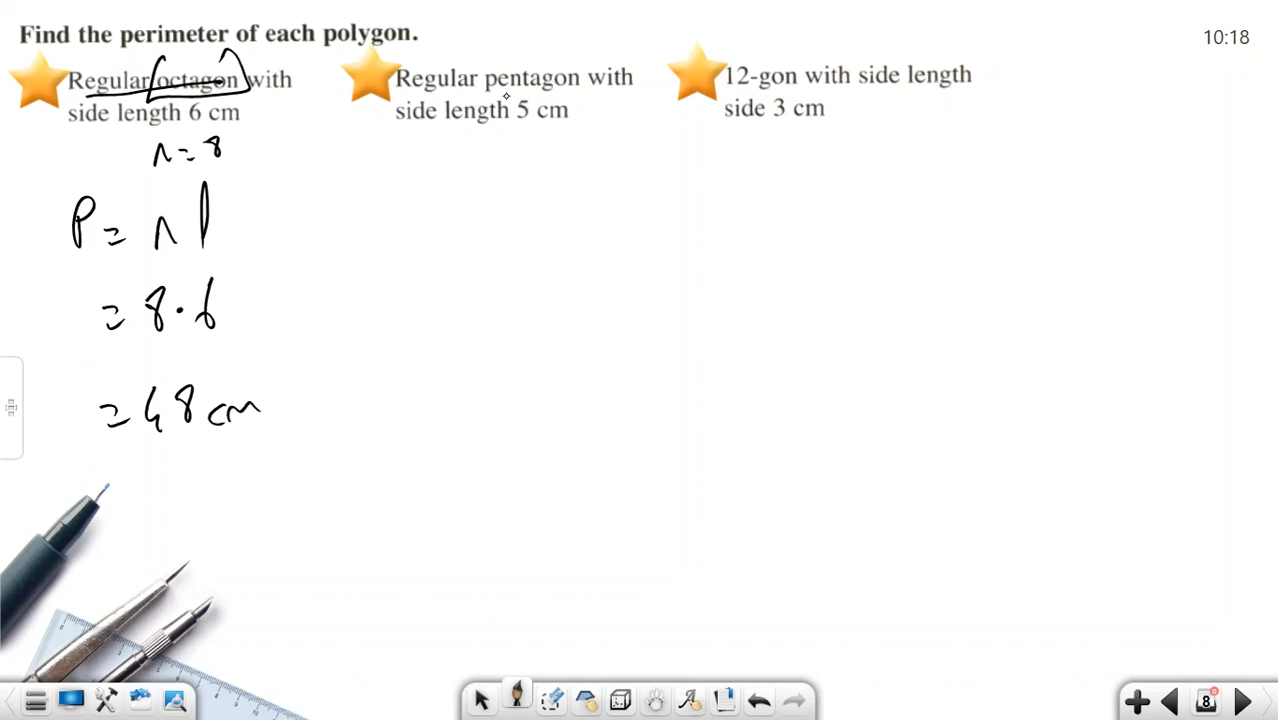 Find the perimeter of each polygon.
10:18
Regular octagon with
side length 6 cm
n = 8
P = n l
= 8 · 6
= 48 cm
Regular pentagon with
side length 5 cm
12-gon with side length
side 3 cm
8